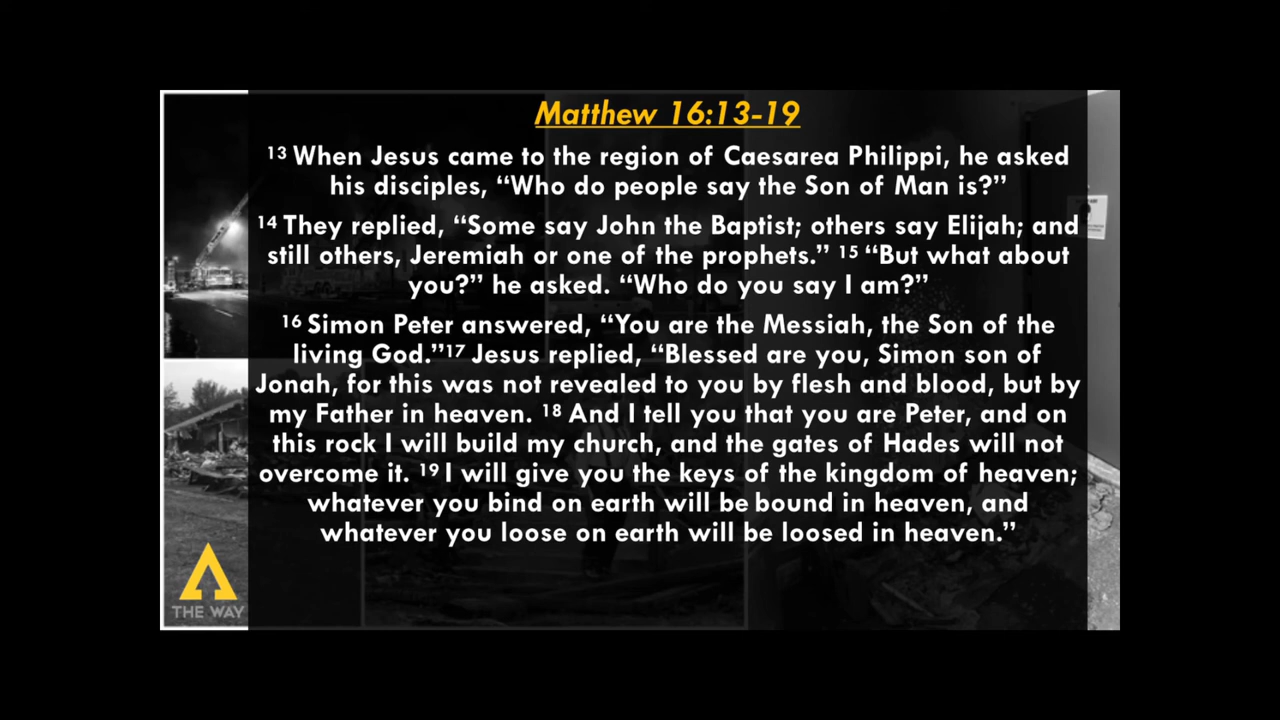 Matthew 16:13-19
13 When Jesus came to the region of Caesarea Philippi, he asked
his disciples, “Who do people say the Son of Man is?”
14 They replied, “Some say John the Baptist; others say Elijah; and
still others, Jeremiah or one of the prophets.” 15 “But what about
you?” he asked. “Who do you say I am?”
16 Simon Peter answered, “You are the Messiah, the Son of the
living God.”17 Jesus replied, “Blessed are you, Simon son of
Jonah, for this was not revealed to you by flesh and blood, but by
my Father in heaven. 18 And I tell you that you are Peter, and on
this rock I will build my church, and the gates of Hades will not
overcome it. 19 I will give you the keys of the kingdom of heaven;
whatever you bind on earth will be bound in heaven, and
whatever you loose on earth will be loosed in heaven.”
THE WAY